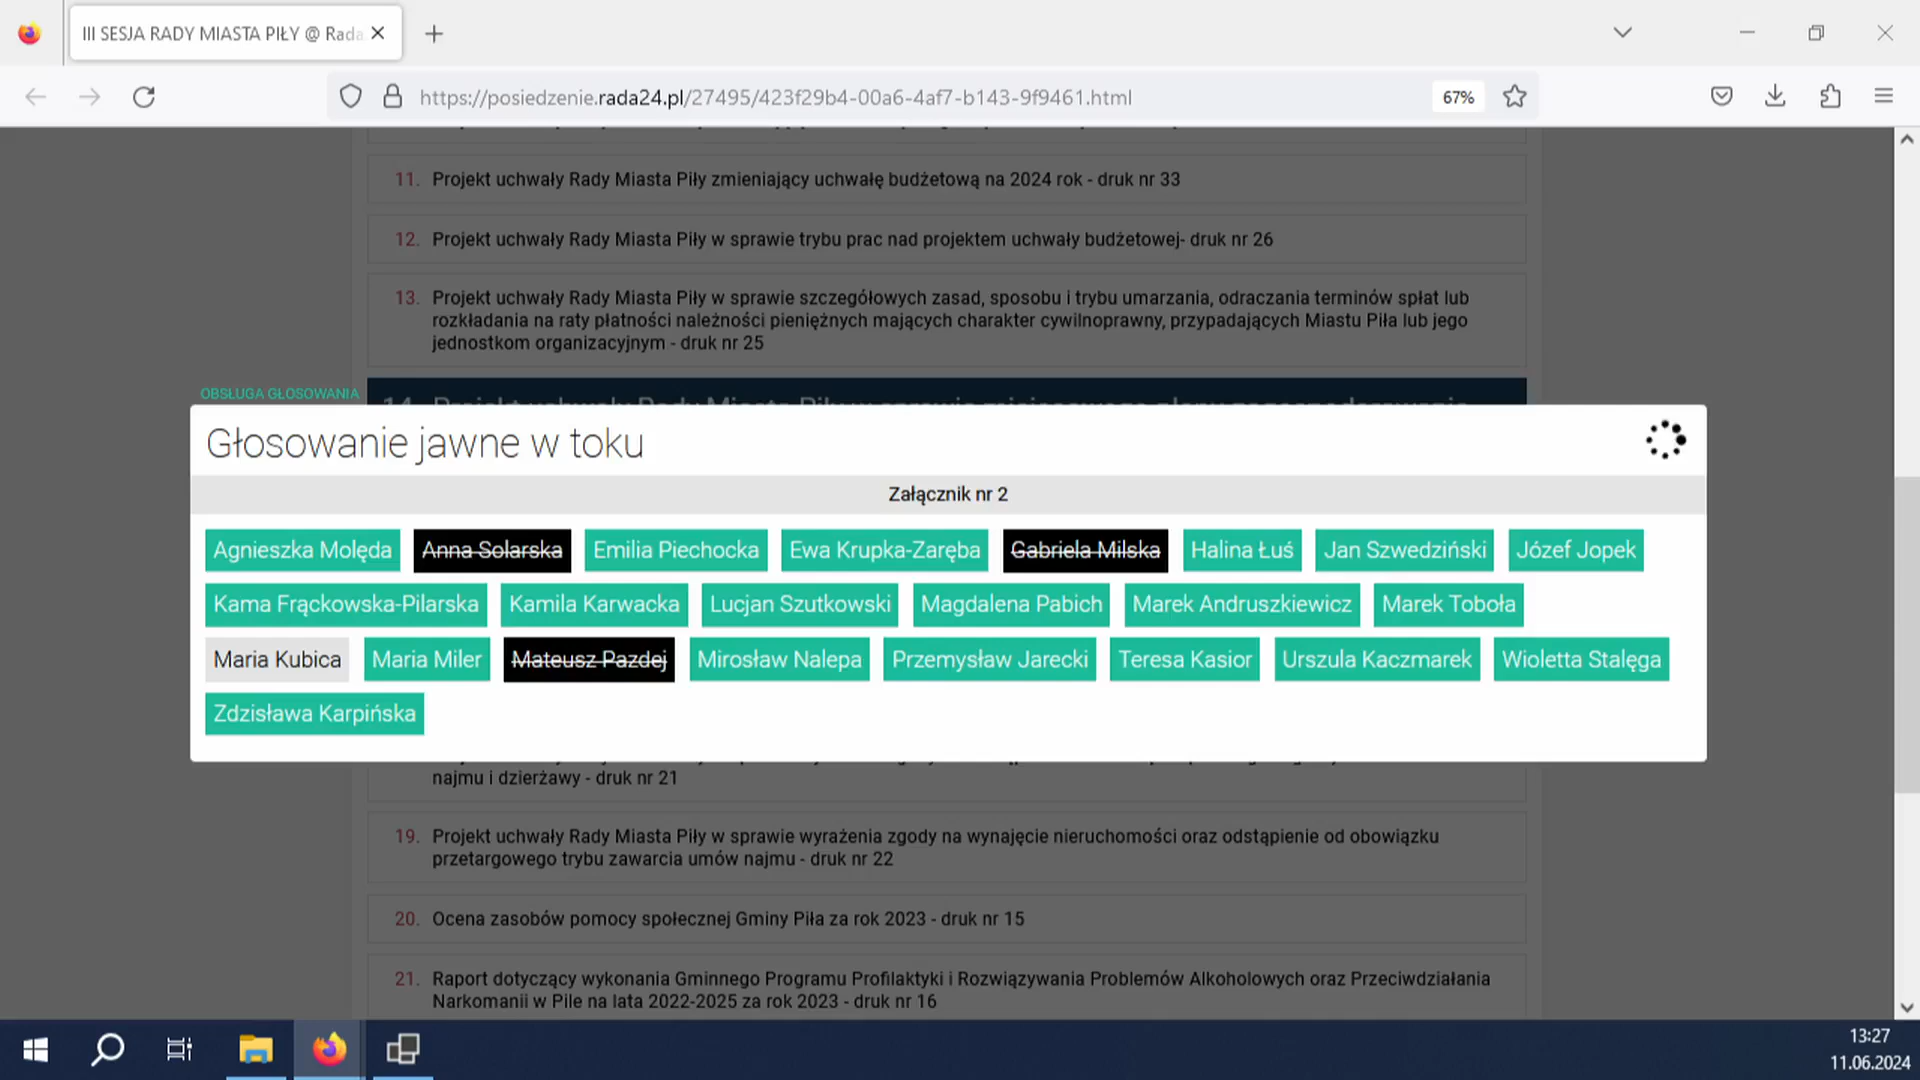 III SESJA RADY MIASTA PIŁY @ Rada
https://posiedzenie.rada24.pl/27495/423f29b4-00a6-4af7-b143-9f9461.html
67%
11. Projekt uchwały Rady Miasta Piły zmieniający uchwałę budżetową na 2024 rok - druk nr 33
12. Projekt uchwały Rady Miasta Piły w sprawie trybu prac nad projektem uchwały budżetowej- druk nr 26
13. Projekt uchwały Rady Miasta Piły w sprawie szczegółowych zasad, sposobu i trybu umarzania, odraczania terminów spłat lub
rozkładania na raty płatności należności pieniężnych mających charakter cywilnoprawny, przypadających Miastu Piła lub jego
jednostkom organizacyjnym - druk nr 25
OBSŁUGA GŁOSOWANIA
14. Projekt uchwały Rady Miasta Piły w sprawie miejscowego planu zagospodarowania
Głosowanie jawne w toku
Załącznik nr 2
Agnieszka Molęda Anna Solarska Emilia Piechocka Ewa Krupka-Zaręba Gabriela Milska Halina Łuś Jan Szwedziński Józef Jopek
Kama Frąckowska-Pilarska Kamila Karwacka Lucjan Szutkowski Magdalena Pabich Marek Andruszkiewicz Marek Toboła
Maria Kubica Maria Miler Mateusz Pazdej Mirosław Nalepa Przemysław Jarecki Teresa Kasior Urszula Kaczmarek Wioletta Stalęga
Zdzisława Karpińska
najmu i dzierżawy - druk nr 21
19. Projekt uchwały Rady Miasta Piły w sprawie wyrażenia zgody na wynajęcie nieruchomości oraz odstąpienie od obowiązku
przetargowego trybu zawarcia umów najmu - druk nr 22
20. Ocena zasobów pomocy społecznej Gminy Piła za rok 2023 - druk nr 15
21. Raport dotyczący wykonania Gminnego Programu Profilaktyki i Rozwiązywania Problemów Alkoholowych oraz Przeciwdziałania
Narkomanii w Pile na lata 2022-2025 za rok 2023 - druk nr 16
13:27
11.06.2024